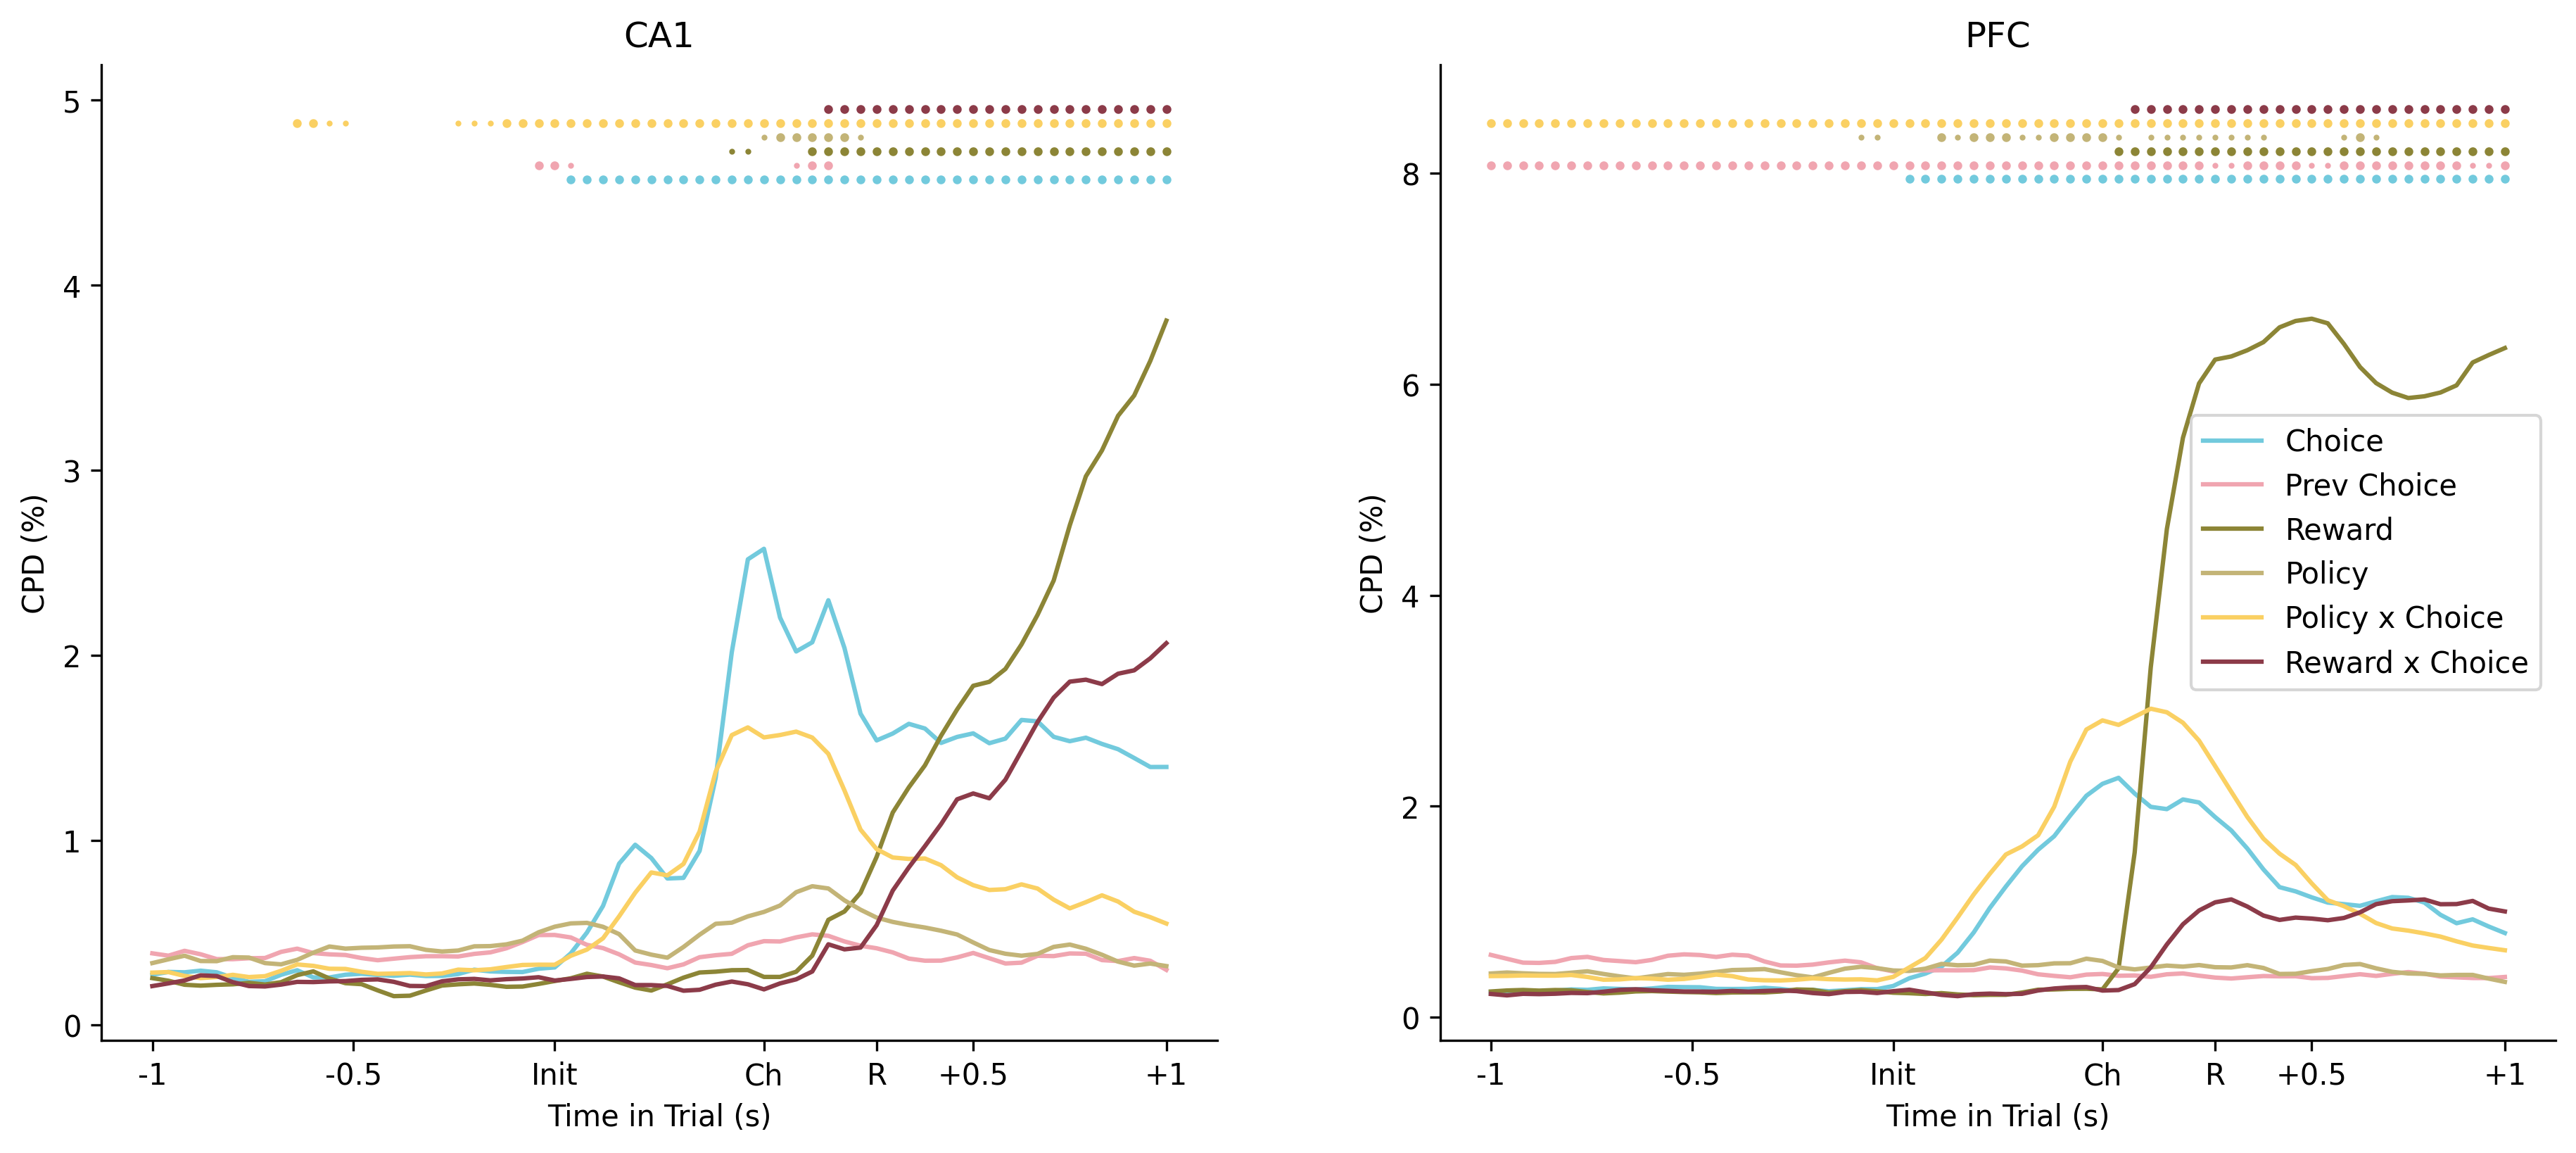 CA1
5
4
3
2
1
0
CPD (%)
-1
-0.5
Init
Ch
R
+0.5
+1
Time in Trial (s)
PFC
8
6
4
2
0
CPD (%)
Choice
Prev Choice
Reward
Policy
Policy x Choice
Reward x Choice
-1
-0.5
Init
Ch
R
+0.5
+1
Time in Trial (s)